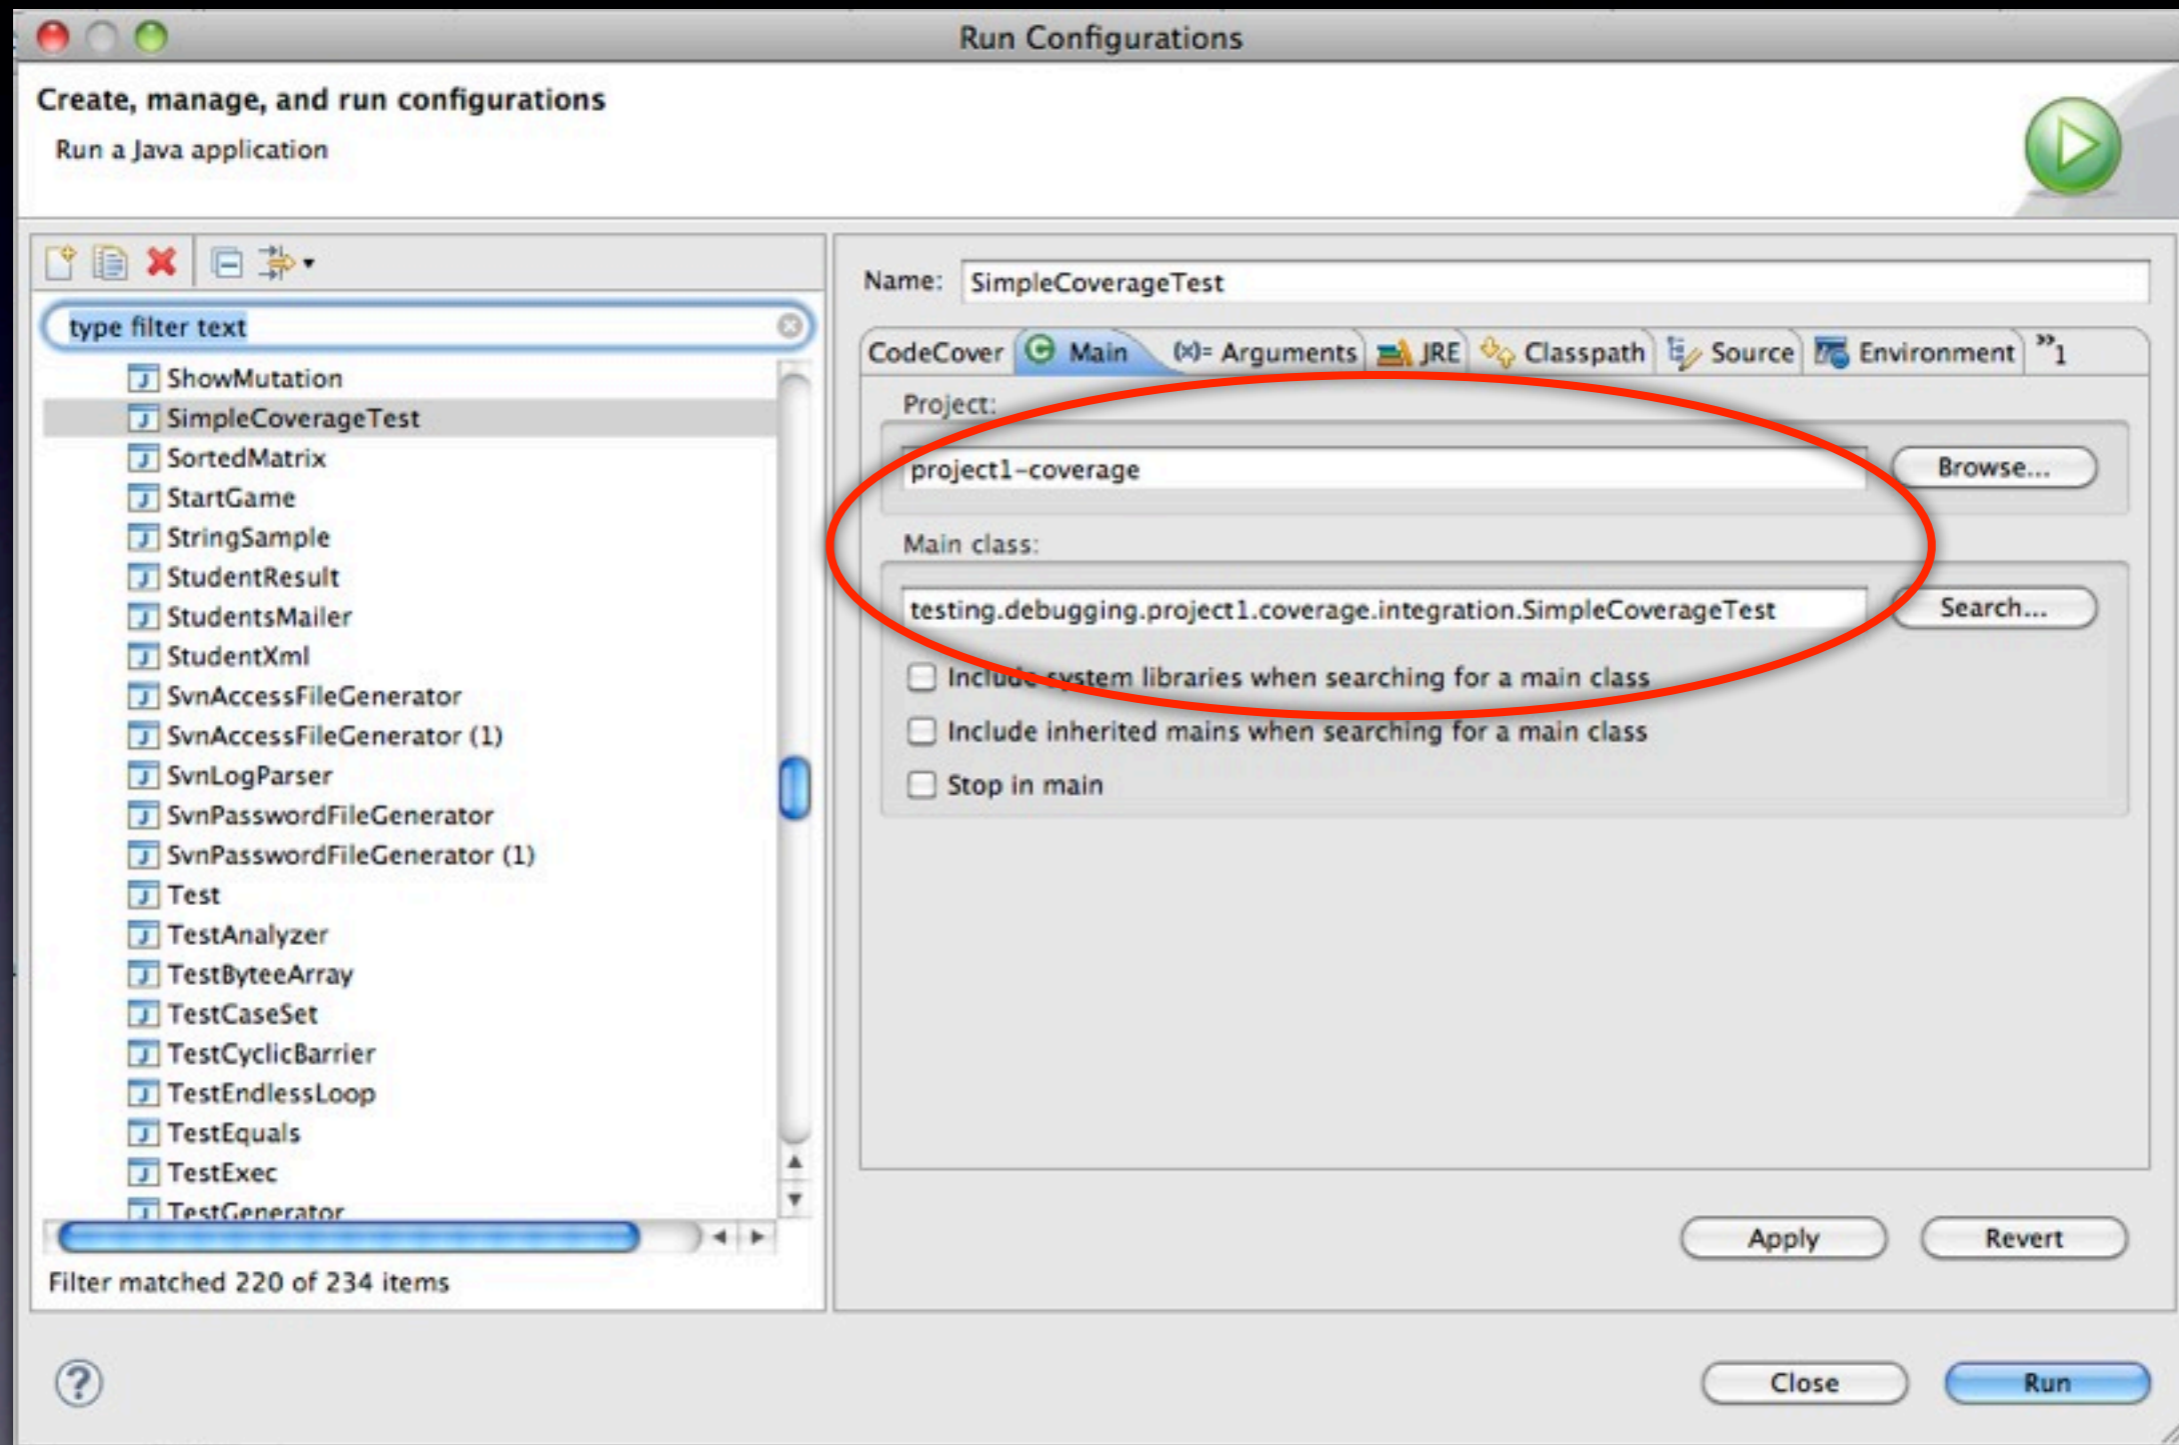 Run Configurations
Create, manage, and run configurations
Run a Java application
type filter text
ShowMutation
SimpleCoverageTest
SortedMatrix
StartGame
StringSample
StudentResult
StudentsMailer
StudentXml
SvnAccessFileGenerator
SvnAccessFileGenerator (1)
SvnLogParser
SvnPasswordFileGenerator
SvnPasswordFileGenerator (1)
Test
TestAnalyzer
TestByteeArray
TestCaseSet
TestCyclicBarrier
TestEndlessLoop
TestEquals
TestExec
TestGenerator
Filter matched 220 of 234 items
Name: SimpleCoverageTest
CodeCover Main (x)= Arguments JRE Classpath Source Environment »1
Project:
project1-coverage Browse...
Main class:
testing.debugging.project1.coverage.integration.SimpleCoverageTest Search...
Include system libraries when searching for a main class
Include inherited mains when searching for a main class
Stop in main
Apply Revert
? Close Run